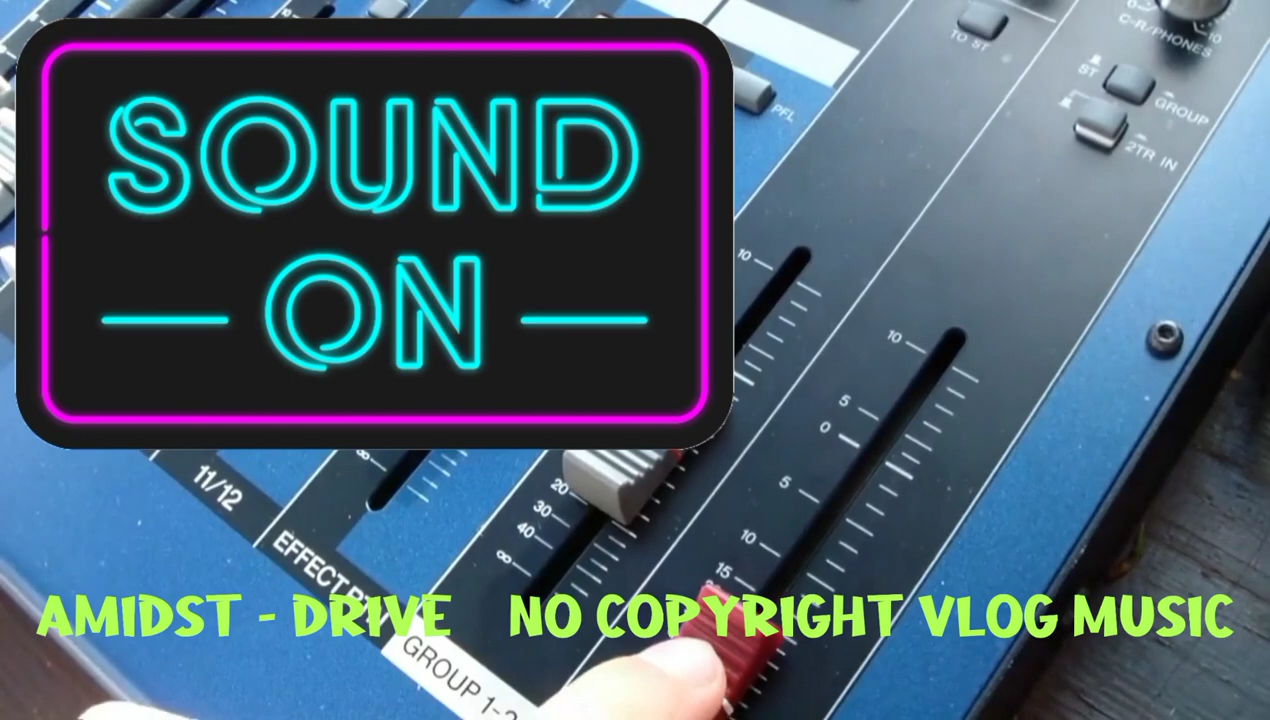 SOUND
ON
TO ST
C-R/PHONES
10
ST
GROUP
2TR IN
PFL
10
10
5
0
5
10
15
20
30
40
∞
∞
11/12
EFFECT
GROUP 1-2
AMIDST - DRIVE NO COPYRIGHT VLOG MUSIC